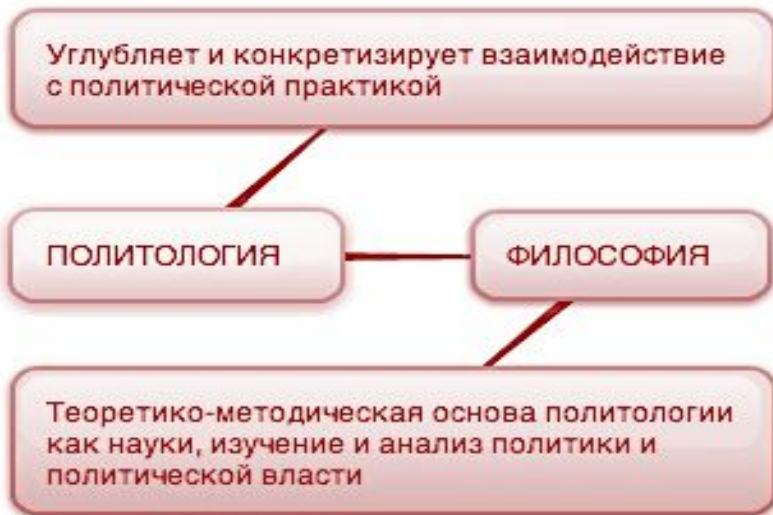 Углубляет и конкретизирует взаимодействие
с политической практикой
ПОЛИТОЛОГИЯ
ФИЛОСОФИЯ
Теоретико-методическая основа политологии
как науки, изучение и анализ политики и
политической власти